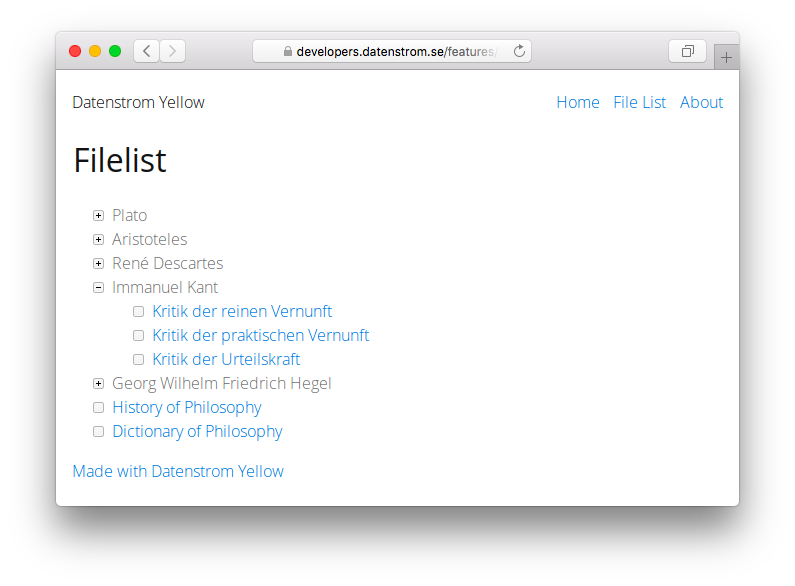 developers.datenstrom.se/features/
Datenstrom Yellow Home File List About
Filelist
Plato
Aristoteles
René Descartes
Immanuel Kant
Kritik der reinen Vernunft
Kritik der praktischen Vernunft
Kritik der Urteilskraft
Georg Wilhelm Friedrich Hegel
History of Philosophy
Dictionary of Philosophy
Made with Datenstrom Yellow